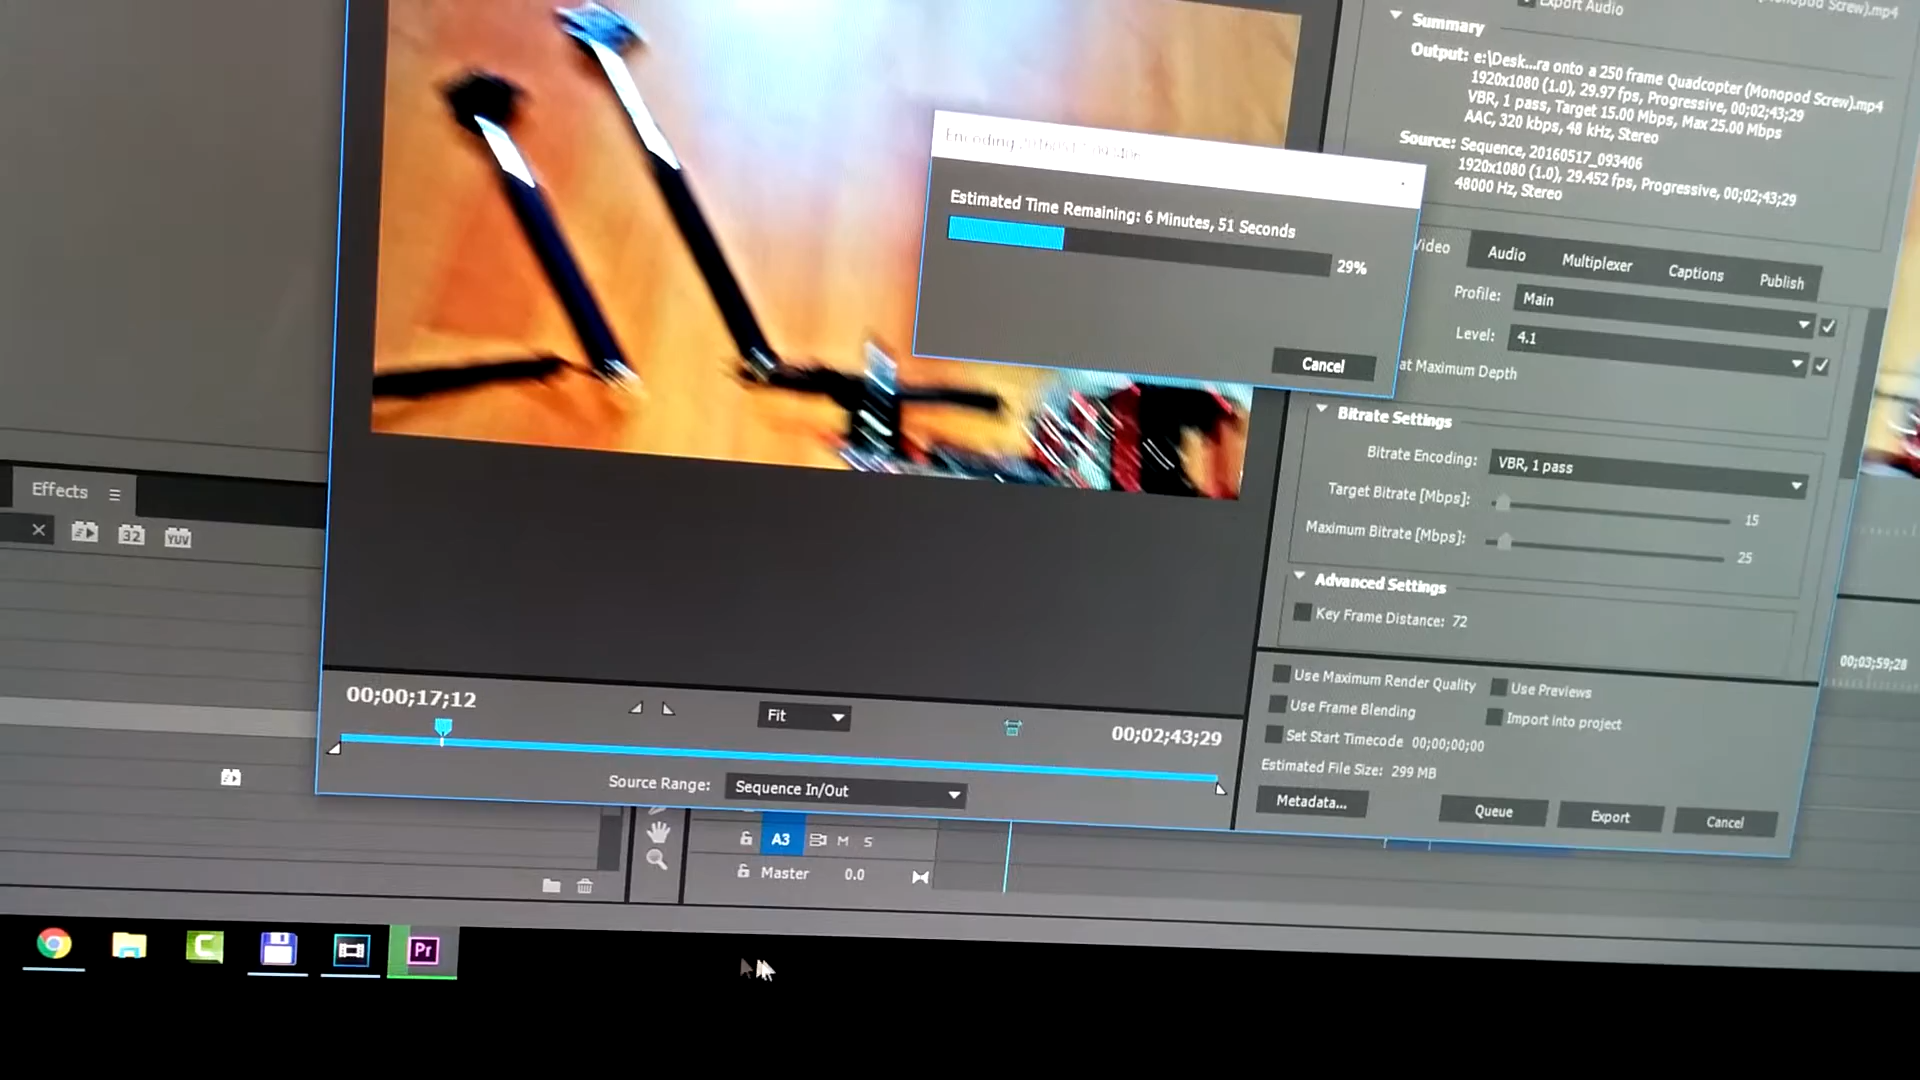 Export Audio
(Monopod Screw).mp4
Summary
Output: e:\Desk...ra onto a 250 frame Quadcopter (Monopod Screw).mp4
1920x1080 (1.0), 29.97 fps, Progressive, 00;02;43;29
VBR, 1 pass, Target 15.00 Mbps, Max 25.00 Mbps
AAC, 320 kbps, 48 kHz, Stereo
Source: Sequence, 20160517_093406
1920x1080 (1.0), 29.452 fps, Progressive, 00;02;43;29
48000 Hz, Stereo
Encoding 20160517_093406
Estimated Time Remaining: 6 Minutes, 51 Seconds
29%
Cancel
Video
Audio
Multiplexer
Captions
Publish
Profile: Main
Level: 4.1
at Maximum Depth
Bitrate Settings
Bitrate Encoding: VBR, 1 pass
Target Bitrate [Mbps]: 15
Maximum Bitrate [Mbps]: 25
Advanced Settings
Key Frame Distance: 72
Effects
32
YUV
00;03;59;28
Use Maximum Render Quality
Use Previews
Use Frame Blending
Import into project
Set Start Timecode 00;00;00;00
Estimated File Size: 299 MB
Metadata...
Queue
Export
Cancel
00;00;17;12
Fit
00;02;43;29
Source Range: Sequence In/Out
A3
M
S
Master
0.0
Pr